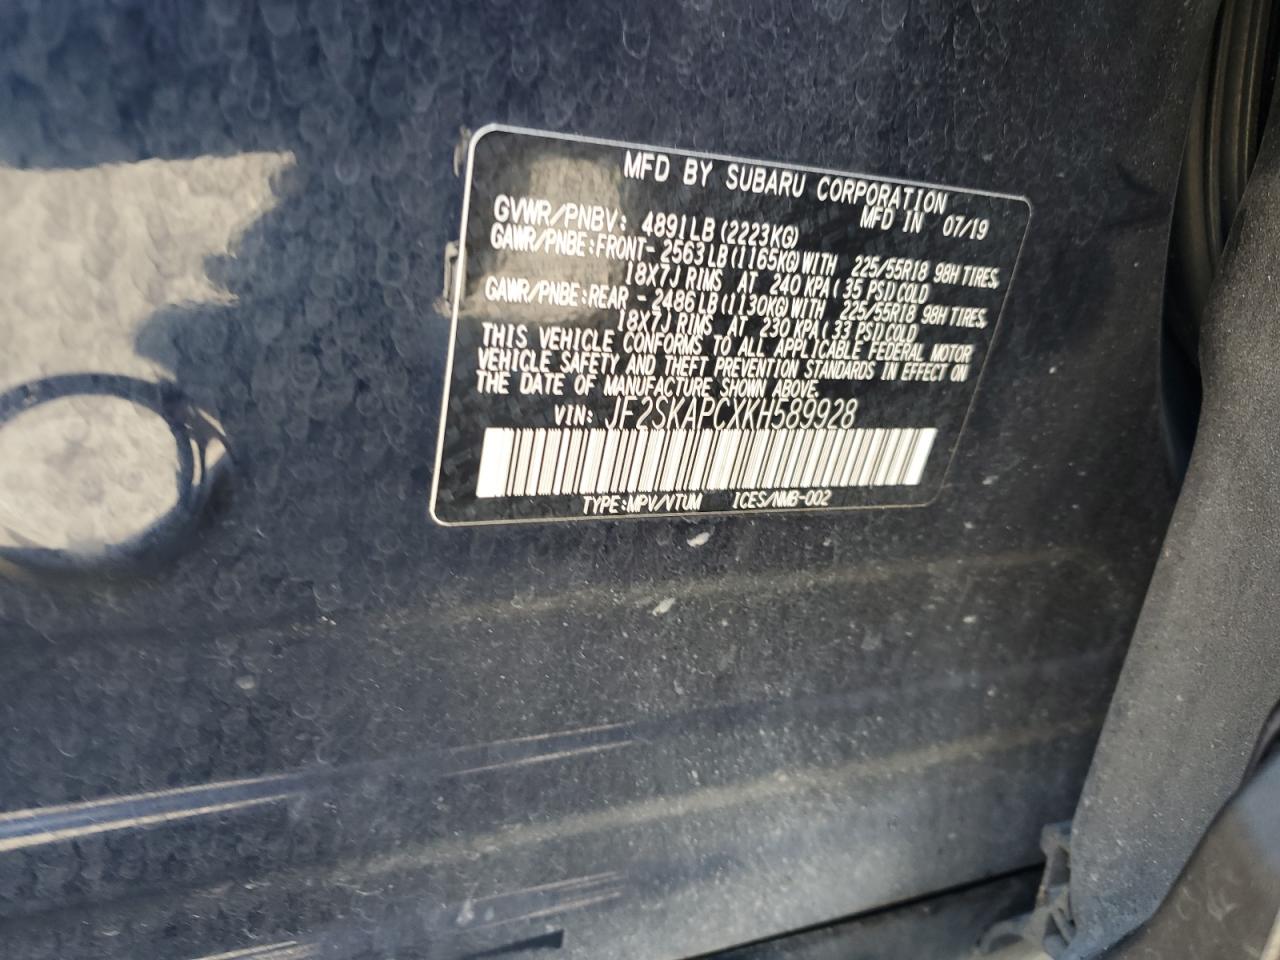 MFD BY SUBARU CORPORATION
GVWR/PNBV: 4891LB(2223KG) MFD IN 07/19
GAWR/PNBE:FRONT- 2563LB(1165KG)WITH 225/55R18 98H TIRES,
18X7J RIMS AT 240 KPA( 35 PSI)COLD
GAWR/PNBE:REAR - 2486LB(1130KG)WITH 225/55R18 98H TIRES,
18X7J RIMS AT 230 KPA( 33 PSI)COLD
THIS VEHICLE CONFORMS TO ALL APPLICABLE FEDERAL MOTOR
VEHICLE SAFETY AND THEFT PREVENTION STANDARDS IN EFFECT ON
THE DATE OF MANUFACTURE SHOWN ABOVE.
VIN: JF2SKAPCXKH589928
TYPE:MPV/VTUM ICES/NMB-002